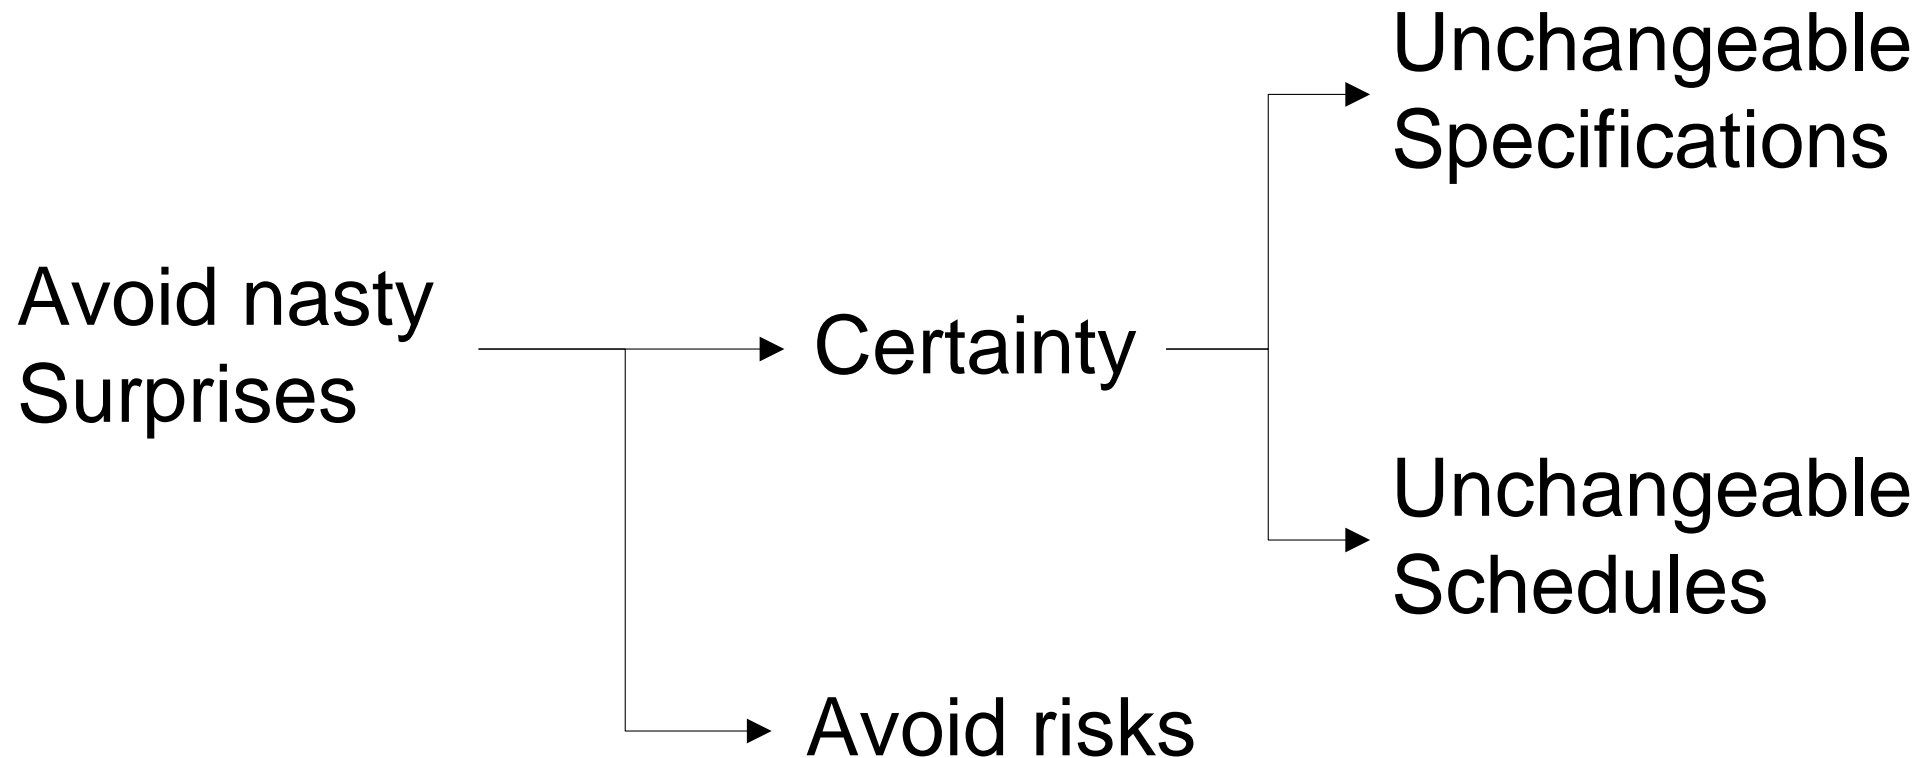 Unchangeable
Specifications
Avoid nasty
Surprises
Certainty
Unchangeable
Schedules
Avoid risks